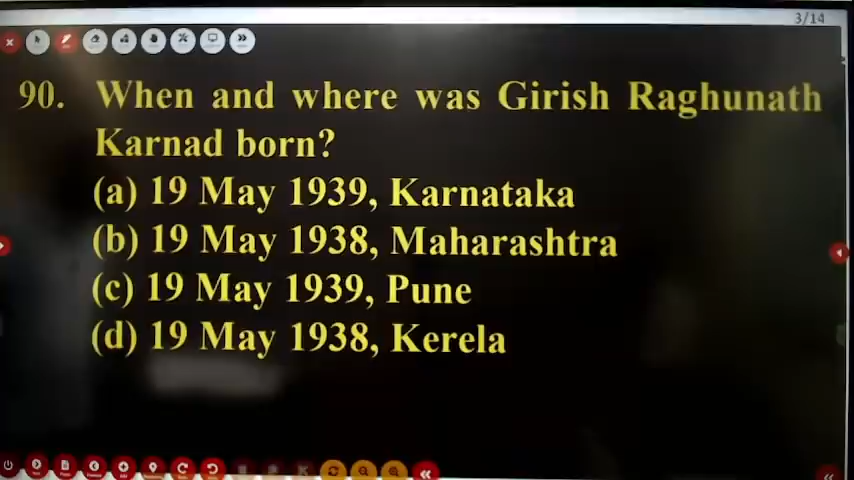 3/14
90. When and where was Girish Raghunath
Karnad born?
(a) 19 May 1939, Karnataka
(b) 19 May 1938, Maharashtra
(c) 19 May 1939, Pune
(d) 19 May 1938, Kerela